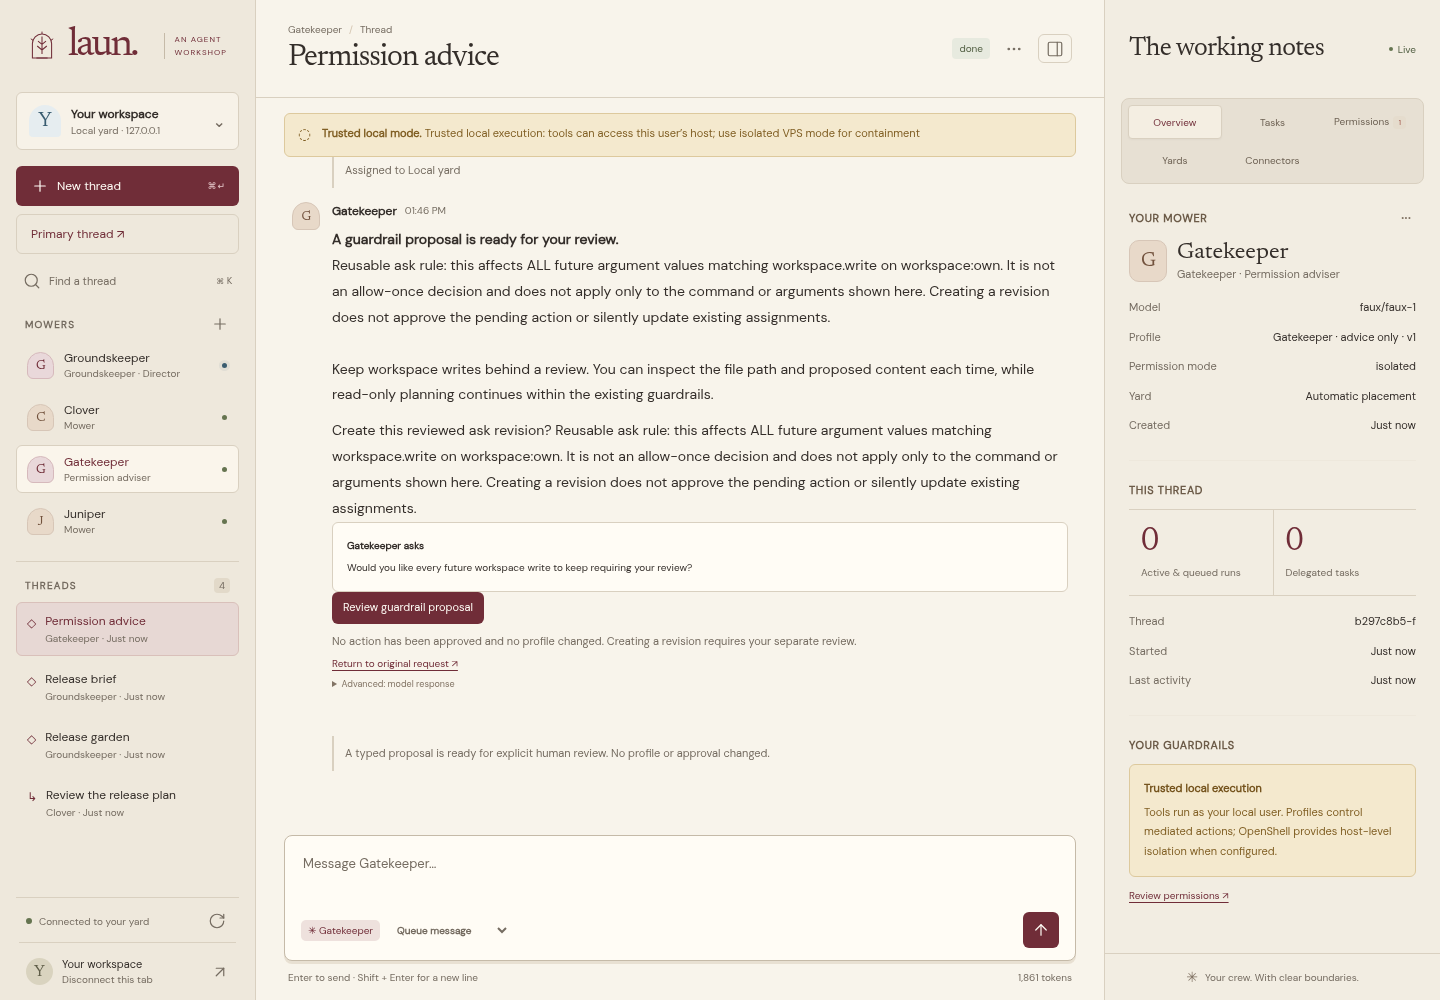 laun.
AN AGENT
WORKSHOP
Y
Your workspace
Local yard · 127.0.0.1
New thread
⌘↵
Primary thread ↗
Find a thread
⌘ K
MOWERS
G
Groundskeeper
Groundskeeper · Director
C
Clover
Mower
G
Gatekeeper
Permission adviser
J
Juniper
Mower
THREADS
4
Permission advice
Gatekeeper · Just now
Release brief
Groundskeeper · Just now
Release garden
Groundskeeper · Just now
Review the release plan
Clover · Just now
Connected to your yard
Y
Your workspace
Disconnect this tab
Gatekeeper / Thread
Permission advice
done
Trusted local mode. Trusted local execution: tools can access this user's host; use isolated VPS mode for containment
Assigned to Local yard
G
Gatekeeper 01:46 PM
A guardrail proposal is ready for your review.
Reusable ask rule: this affects ALL future argument values matching workspace.write on workspace:own. It is not
an allow-once decision and does not apply only to the command or arguments shown here. Creating a revision
does not approve the pending action or silently update existing assignments.
Keep workspace writes behind a review. You can inspect the file path and proposed content each time, while
read-only planning continues within the existing guardrails.
Create this reviewed ask revision? Reusable ask rule: this affects ALL future argument values matching
workspace.write on workspace:own. It is not an allow-once decision and does not apply only to the command or
arguments shown here. Creating a revision does not approve the pending action or silently update existing
assignments.
Gatekeeper asks
Would you like every future workspace write to keep requiring your review?
Review guardrail proposal
No action has been approved and no profile changed. Creating a revision requires your separate review.
Return to original request ↗
Advanced: model response
A typed proposal is ready for explicit human review. No profile or approval changed.
Message Gatekeeper...
✳ Gatekeeper
Queue message
Enter to send · Shift + Enter for a new line
1,861 tokens
The working notes
Live
Overview
Tasks
Permissions 1
Yards
Connectors
YOUR MOWER
G
Gatekeeper
Gatekeeper · Permission adviser
Model faux/faux-1
Profile Gatekeeper · advice only · v1
Permission mode isolated
Yard Automatic placement
Created Just now
THIS THREAD
0
Active & queued runs
0
Delegated tasks
Thread b297c8b5-f
Started Just now
Last activity Just now
YOUR GUARDRAILS
Trusted local execution
Tools run as your local user. Profiles control
mediated actions; OpenShell provides host-level
isolation when configured.
Review permissions ↗
✳ Your crew. With clear boundaries.